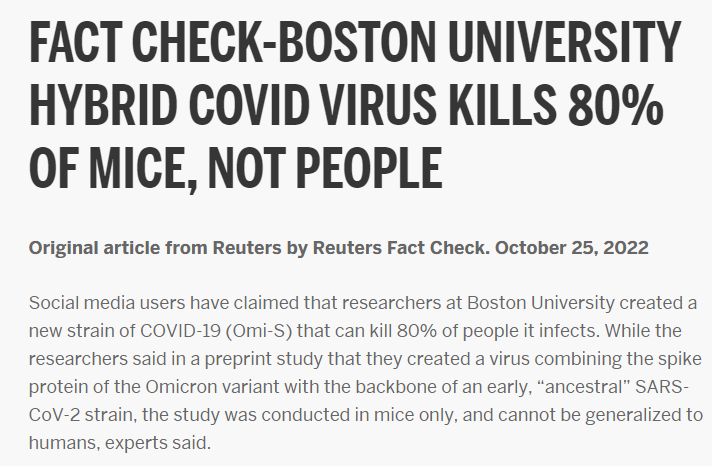 FACT CHECK-BOSTON UNIVERSITY
HYBRID COVID VIRUS KILLS 80%
OF MICE, NOT PEOPLE
Original article from Reuters by Reuters Fact Check. October 25, 2022
Social media users have claimed that researchers at Boston University created a
new strain of COVID-19 (Omi-S) that can kill 80% of people it infects. While the
researchers said in a preprint study that they created a virus combining the spike
protein of the Omicron variant with the backbone of an early, “ancestral” SARS-
CoV-2 strain, the study was conducted in mice only, and cannot be generalized to
humans, experts said.